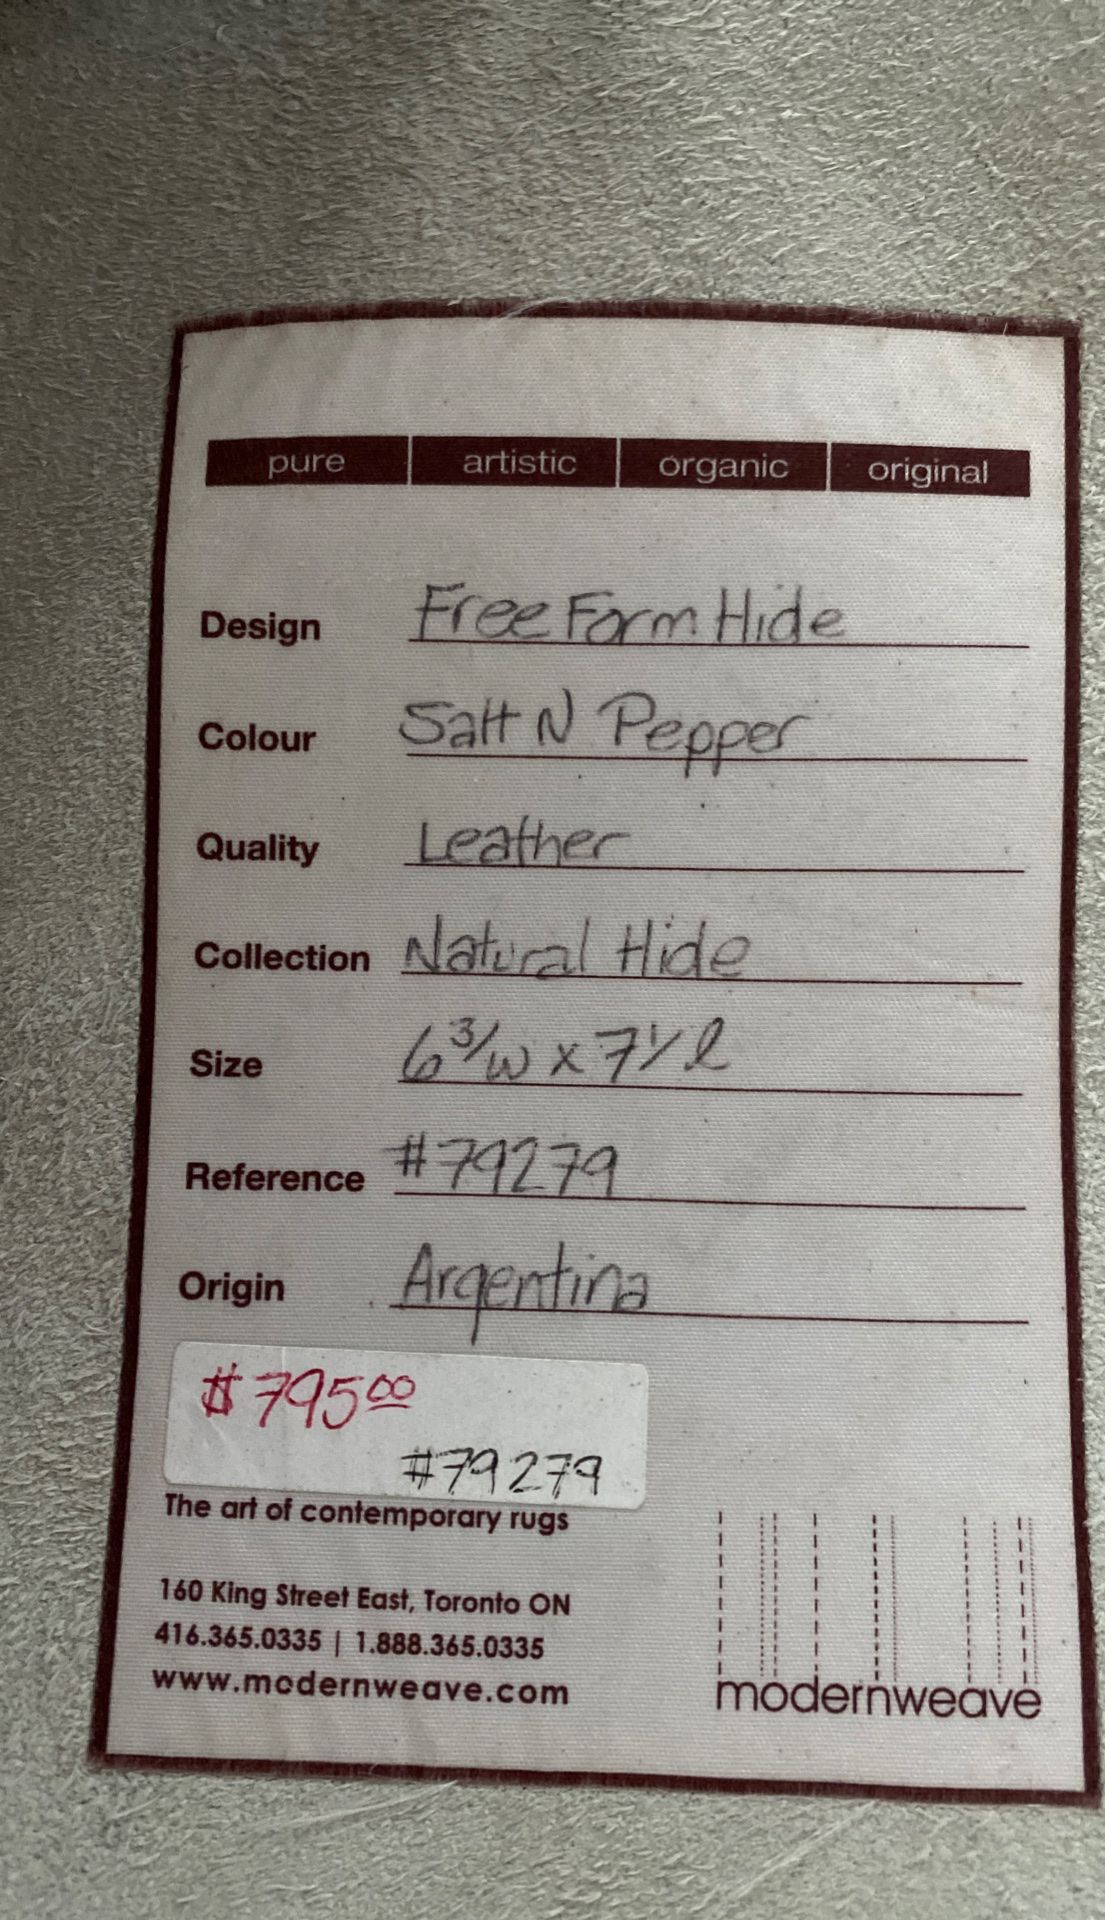 pure artistic organic original
Design Free Form Hide
Colour Salt N Pepper
Quality Leather
Collection Natural Hide
Size 6 3/w x 7 1/ l
Reference #79279
Origin Argentina
$795.00
#79279
The art of contemporary rugs
160 King Street East, Toronto ON
416.365.0335 | 1.888.365.0335
www.modernweave.com
modernweave